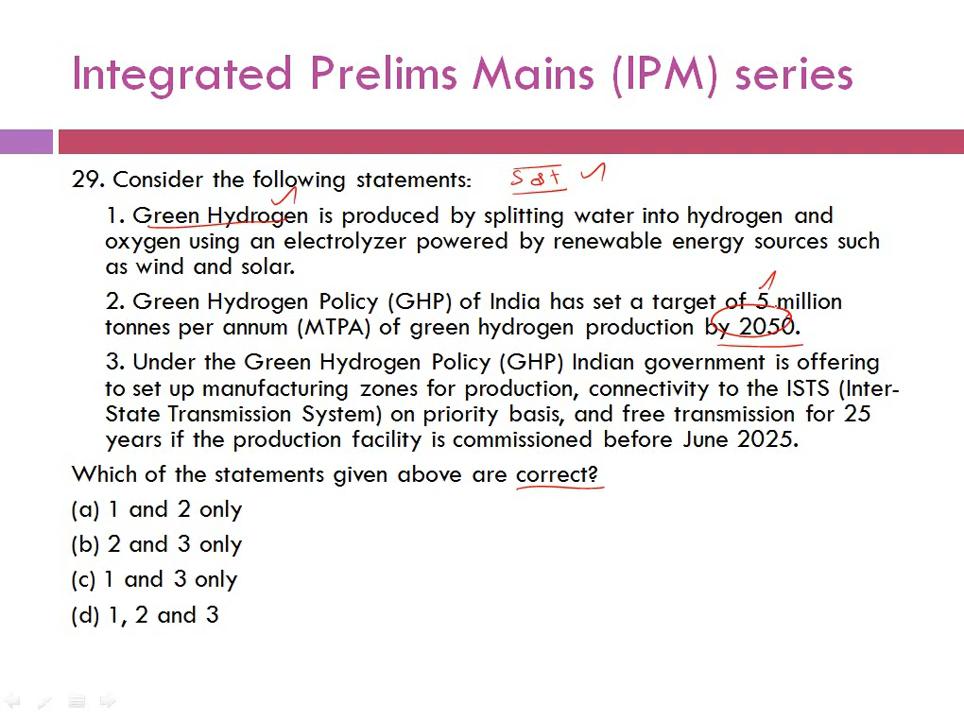 Integrated Prelims Mains (IPM) series
29. Consider the following statements:
1. Green Hydrogen is produced by splitting water into hydrogen and
oxygen using an electrolyzer powered by renewable energy sources such
as wind and solar.
2. Green Hydrogen Policy (GHP) of India has set a target of 5 million
tonnes per annum (MTPA) of green hydrogen production by 2050.
3. Under the Green Hydrogen Policy (GHP) Indian government is offering
to set up manufacturing zones for production, connectivity to the ISTS (Inter-
State Transmission System) on priority basis, and free transmission for 25
years if the production facility is commissioned before June 2025.
Which of the statements given above are correct?
(a) 1 and 2 only
(b) 2 and 3 only
(c) 1 and 3 only
(d) 1, 2 and 3